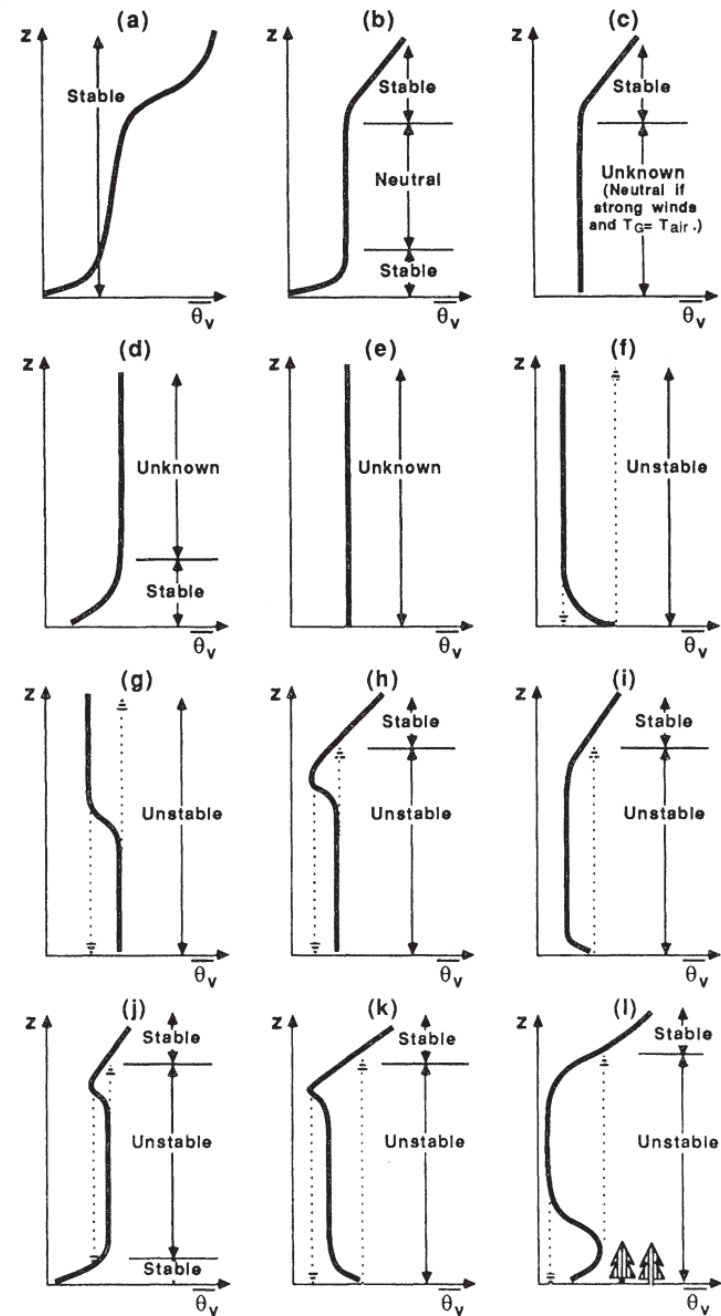 (a)
z
Stable
θv
(b)
z
Stable
Neutral
Stable
θv
(c)
z
Stable
Unknown
(Neutral if
strong winds
and TG= Tair.)
θv
(d)
z
Unknown
Stable
θv
(e)
z
Unknown
θv
(f)
z
Unstable
θv
(g)
z
Unstable
θv
(h)
z
Stable
Unstable
θv
(i)
z
Stable
Unstable
θv
(j)
z
Stable
Unstable
Stable
θv
(k)
z
Stable
Unstable
θv
(l)
z
Stable
Unstable
θv